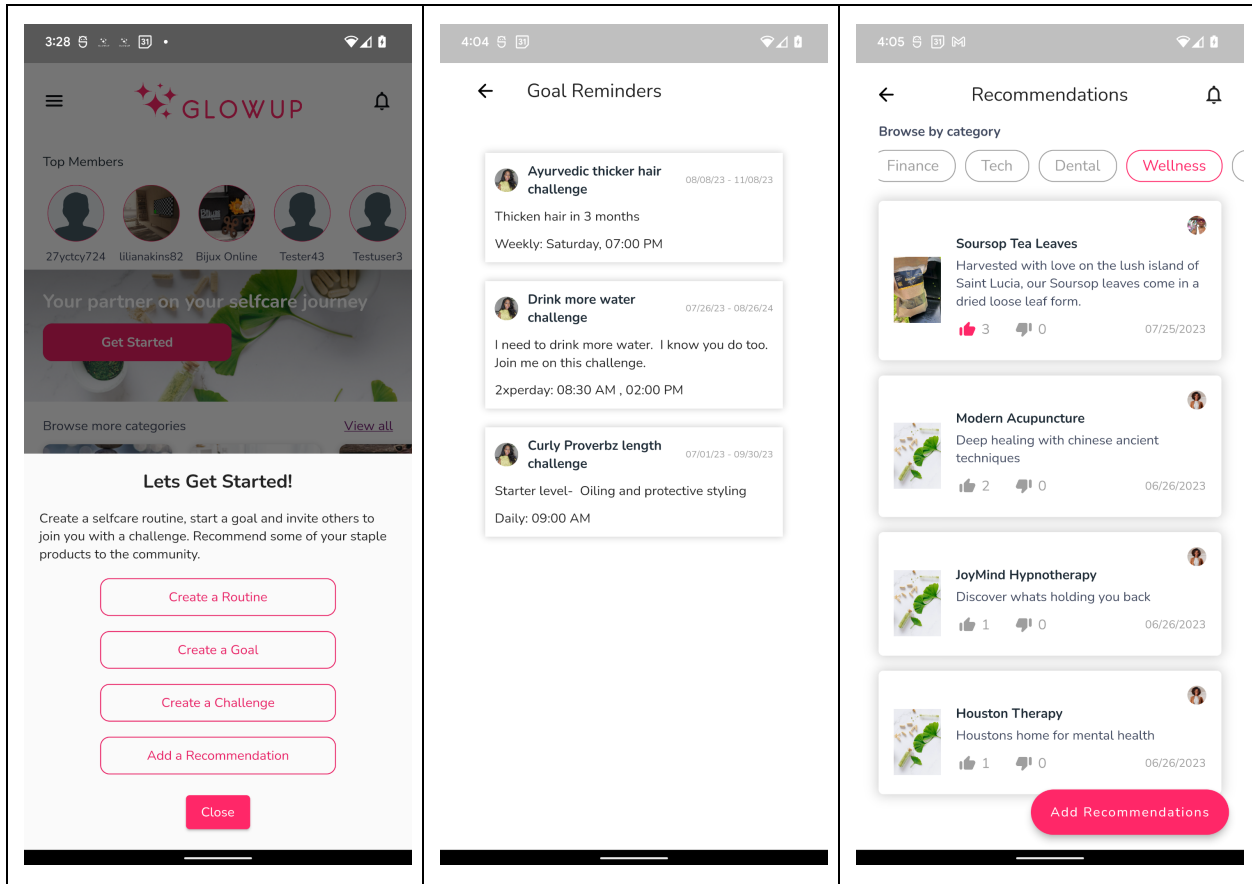 3:28
31
GLOWUP
Top Members
27yctcy724
lilianakins82
Bijux Online
Tester43
Testuser3
Your partner on your selfcare journey
Get Started
Browse more categories
View all
Lets Get Started!
Create a selfcare routine, start a goal and invite others to
join you with a challenge. Recommend some of your staple
products to the community.
Create a Routine
Create a Goal
Create a Challenge
Add a Recommendation
Close
4:04
31
Goal Reminders
Ayurvedic thicker hair
challenge
08/08/23 - 11/08/23
Thicken hair in 3 months
Weekly: Saturday, 07:00 PM
Drink more water
challenge
07/26/23 - 08/26/24
I need to drink more water.  I know you do too.
Join me on this challenge.
2xperday: 08:30 AM , 02:00 PM
Curly Proverbz length
challenge
07/01/23 - 09/30/23
Starter level-  Oiling and protective styling
Daily: 09:00 AM
4:05
31
Recommendations
Browse by category
Finance
Tech
Dental
Wellness
Soursop Tea Leaves
Harvested with love on the lush island of
Saint Lucia, our Soursop leaves come in a
dried loose leaf form.
3
0
07/25/2023
Modern Acupuncture
Deep healing with chinese ancient
techniques
2
0
06/26/2023
JoyMind Hypnotherapy
Discover whats holding you back
1
0
06/26/2023
Houston Therapy
Houstons home for mental health
1
0
06/26/2023
Add Recommendations